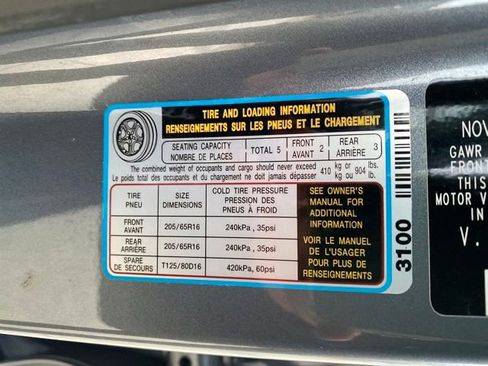 TIRE AND LOADING INFORMATION
RENSEIGNEMENTS SUR LES PNEUS ET LE CHARGEMENT
SEATING CAPACITY
NOMBRE DE PLACES
TOTAL 5
FRONT
AVANT 2
REAR
ARRIÈRE 3
The combined weight of occupants and cargo should never exceed 410 kg or 904 lbs.
Le poids total des occupants et du chargement ne doit jamais dépasser kg ou lb.
TIRE
PNEU
SIZE
DIMENSIONS
COLD TIRE PRESSURE
PRESSION DES
PNEUS À FROID
FRONT
AVANT
205/65R16
240kPa , 35psi
REAR
ARRIÈRE
205/65R16
240kPa , 35psi
SPARE
DE SECOURS
T125/80D16
420kPa, 60psi
SEE OWNER'S
MANUAL FOR
ADDITIONAL
INFORMATION
VOIR LE MANUEL
DE L'USAGER
POUR PLUS DE
RENSEIGNEMENTS
3100
NOV
GAWR
THIS
MOTOR V
V.